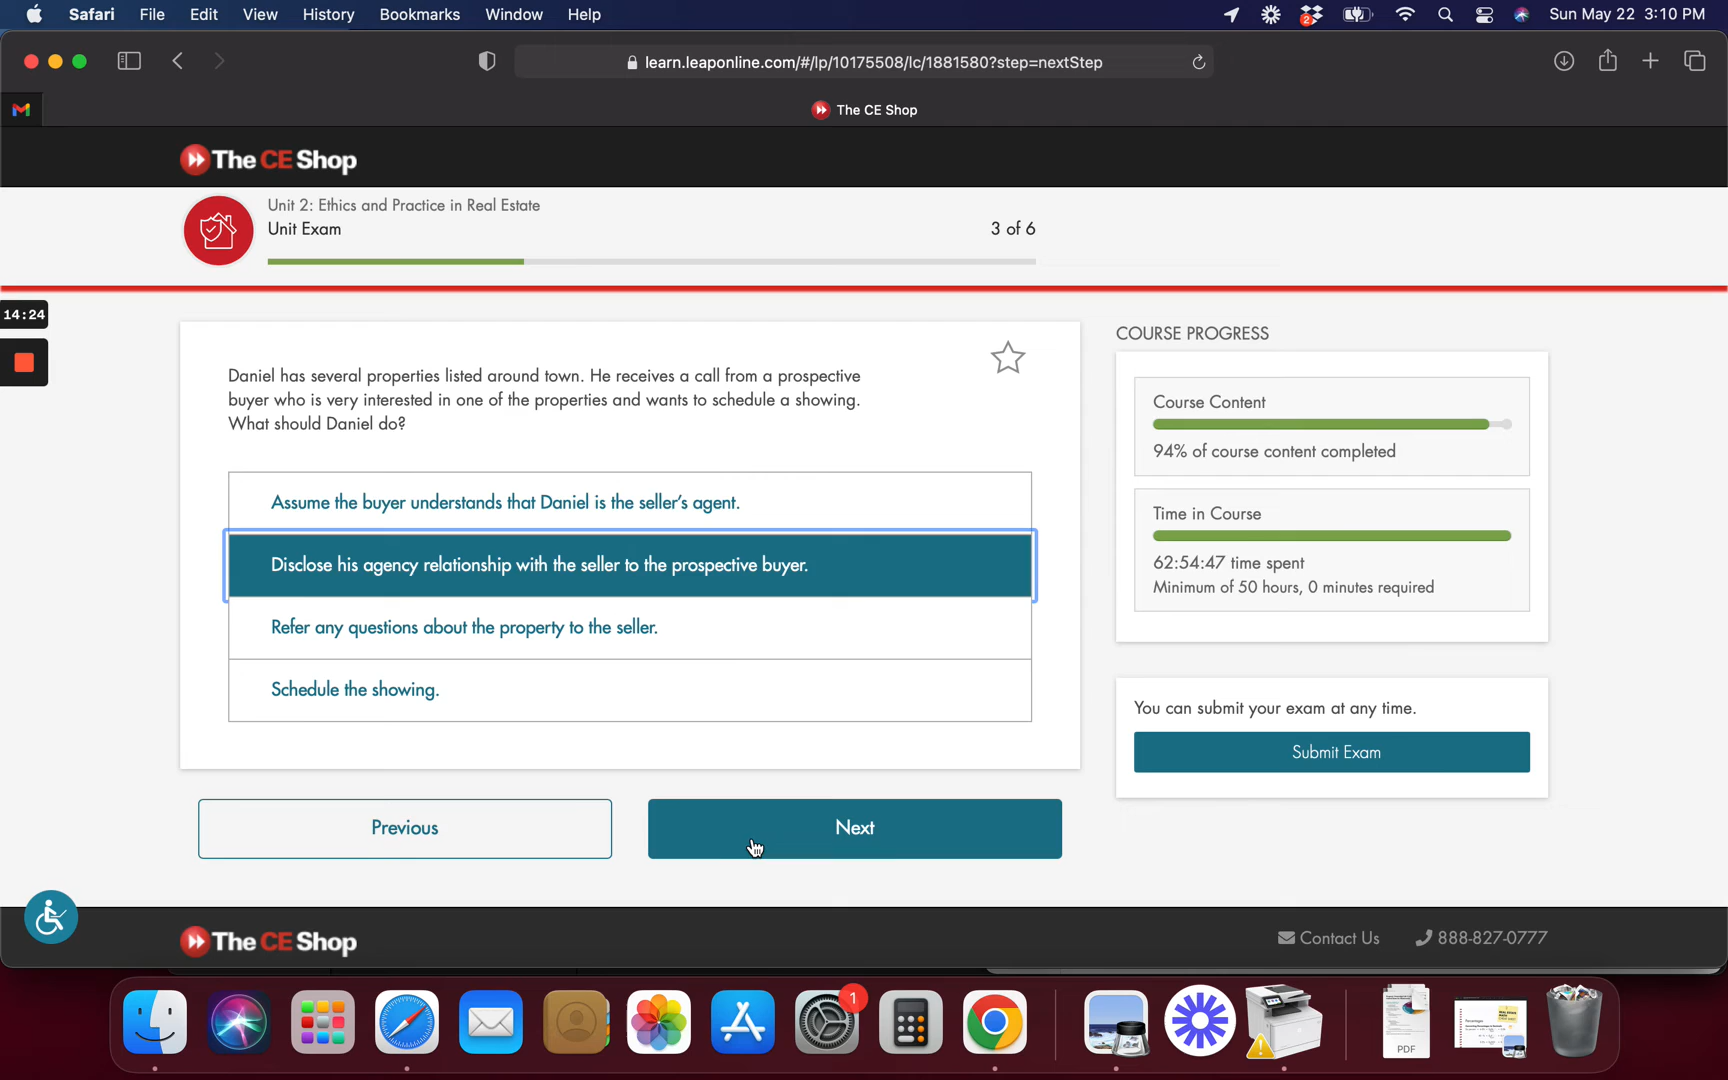 Safari File Edit View History Bookmarks Window Help
2
Sun May 22 3:10 PM
learn.leaponline.com/#/lp/10175508/lc/1881580?step=nextStep
The CE Shop
The CE Shop
Unit 2: Ethics and Practice in Real Estate
Unit Exam
3 of 6
14:24
Daniel has several properties listed around town. He receives a call from a prospective
buyer who is very interested in one of the properties and wants to schedule a showing.
What should Daniel do?
Assume the buyer understands that Daniel is the seller's agent.
Disclose his agency relationship with the seller to the prospective buyer.
Refer any questions about the property to the seller.
Schedule the showing.
Previous
Next
COURSE PROGRESS
Course Content
94% of course content completed
Time in Course
62:54:47 time spent
Minimum of 50 hours, 0 minutes required
You can submit your exam at any time.
Submit Exam
The CE Shop
Contact Us
888-827-0777
1
PDF